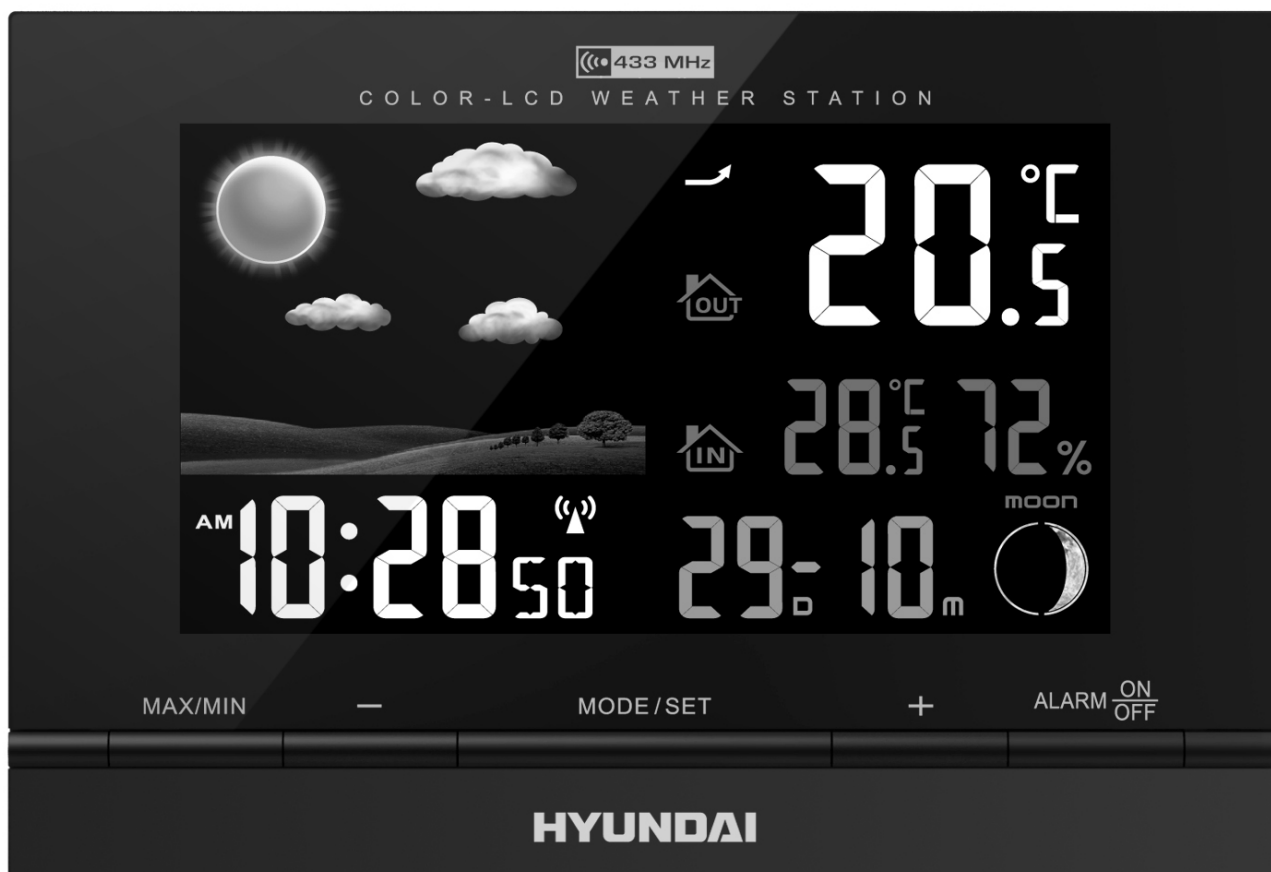 433 MHz
COLOR-LCD WEATHER STATION
20.5 °C
OUT
IN
28.5 °C 72 %
AM 10:28 50
29- D 10 m
moon
MAX/MIN − MODE/SET + ALARM ON/OFF
HYUNDAI